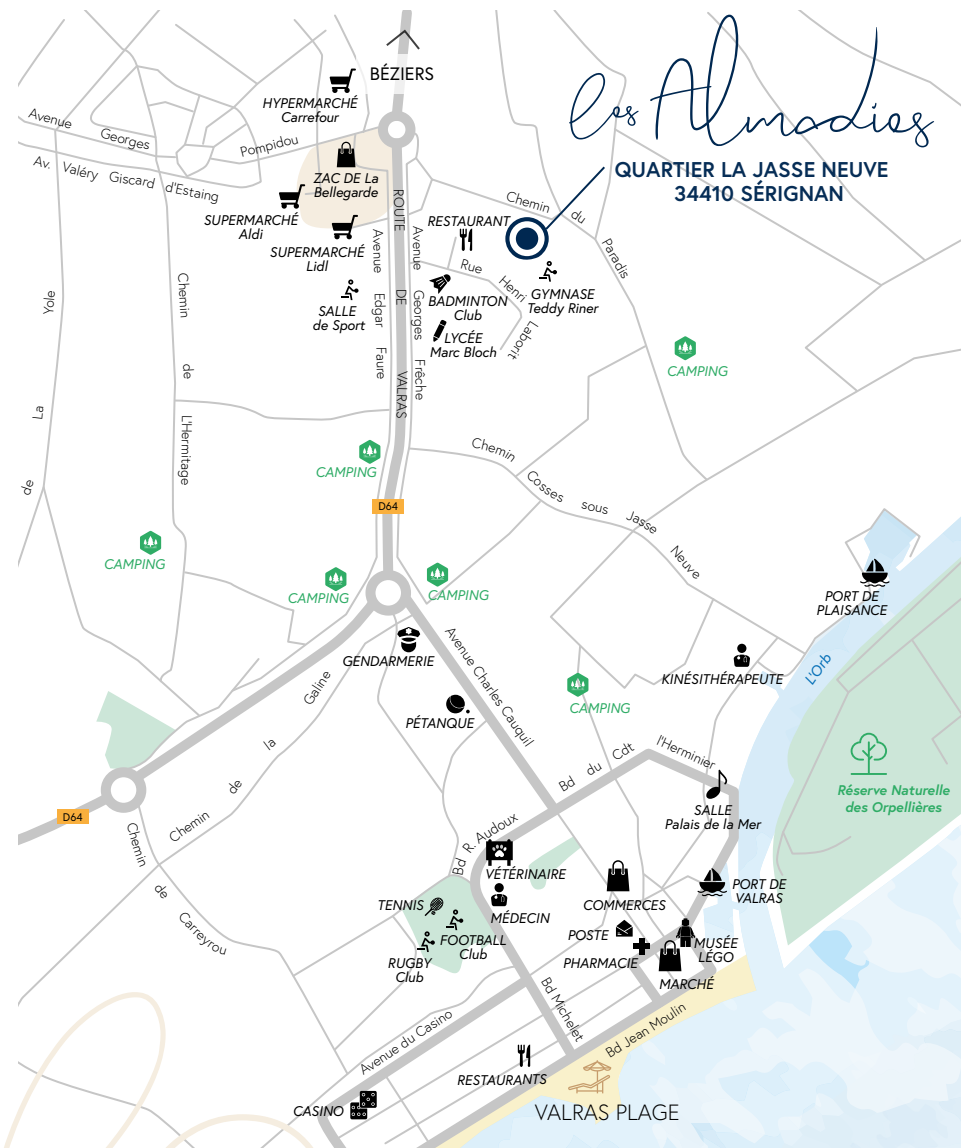 BÉZIERS
les Almadies
QUARTIER LA JASSE NEUVE
34410 SÉRIGNAN
HYPERMARCHÉ
Carrefour
Avenue Georges Pompidou
Av. Valéry Giscard d'Estaing
ZAC DE La
Bellegarde
SUPERMARCHÉ
Aldi
SUPERMARCHÉ
Lidl
RESTAURANT
Chemin du Paradis
ROUTE DE VALRAS
Avenue Edgar Faure
Avenue Georges Frêche
Rue Henri Laborit
SALLE
de Sport
BADMINTON
Club
GYMNASE
Teddy Riner
LYCÉE
Marc Bloch
Chemin de L'Hermitage
de La Yole
CAMPING
CAMPING
D64
Chemin Cosses sous Jasse Neuve
CAMPING
CAMPING
CAMPING
PORT DE
PLAISANCE
GENDARMERIE
Avenue Charles Cauquil
KINÉSITHÉRAPEUTE
L'Orb
CAMPING
PÉTANQUE
Chemin de la Galine
Bd du Cdt l'Herminier
Réserve Naturelle
des Orpellières
SALLE
Palais de la Mer
D64
Chemin de Carreyrou
Bd R. Audoux
VÉTÉRINAIRE
TENNIS
MÉDECIN
COMMERCES
PORT DE
VALRAS
FOOTBALL
Club
RUGBY
Club
POSTE
PHARMACIE
MUSÉE
LÉGO
MARCHÉ
Bd Michelet
Bd Jean Moulin
Avenue du Casino
RESTAURANTS
CASINO
VALRAS PLAGE